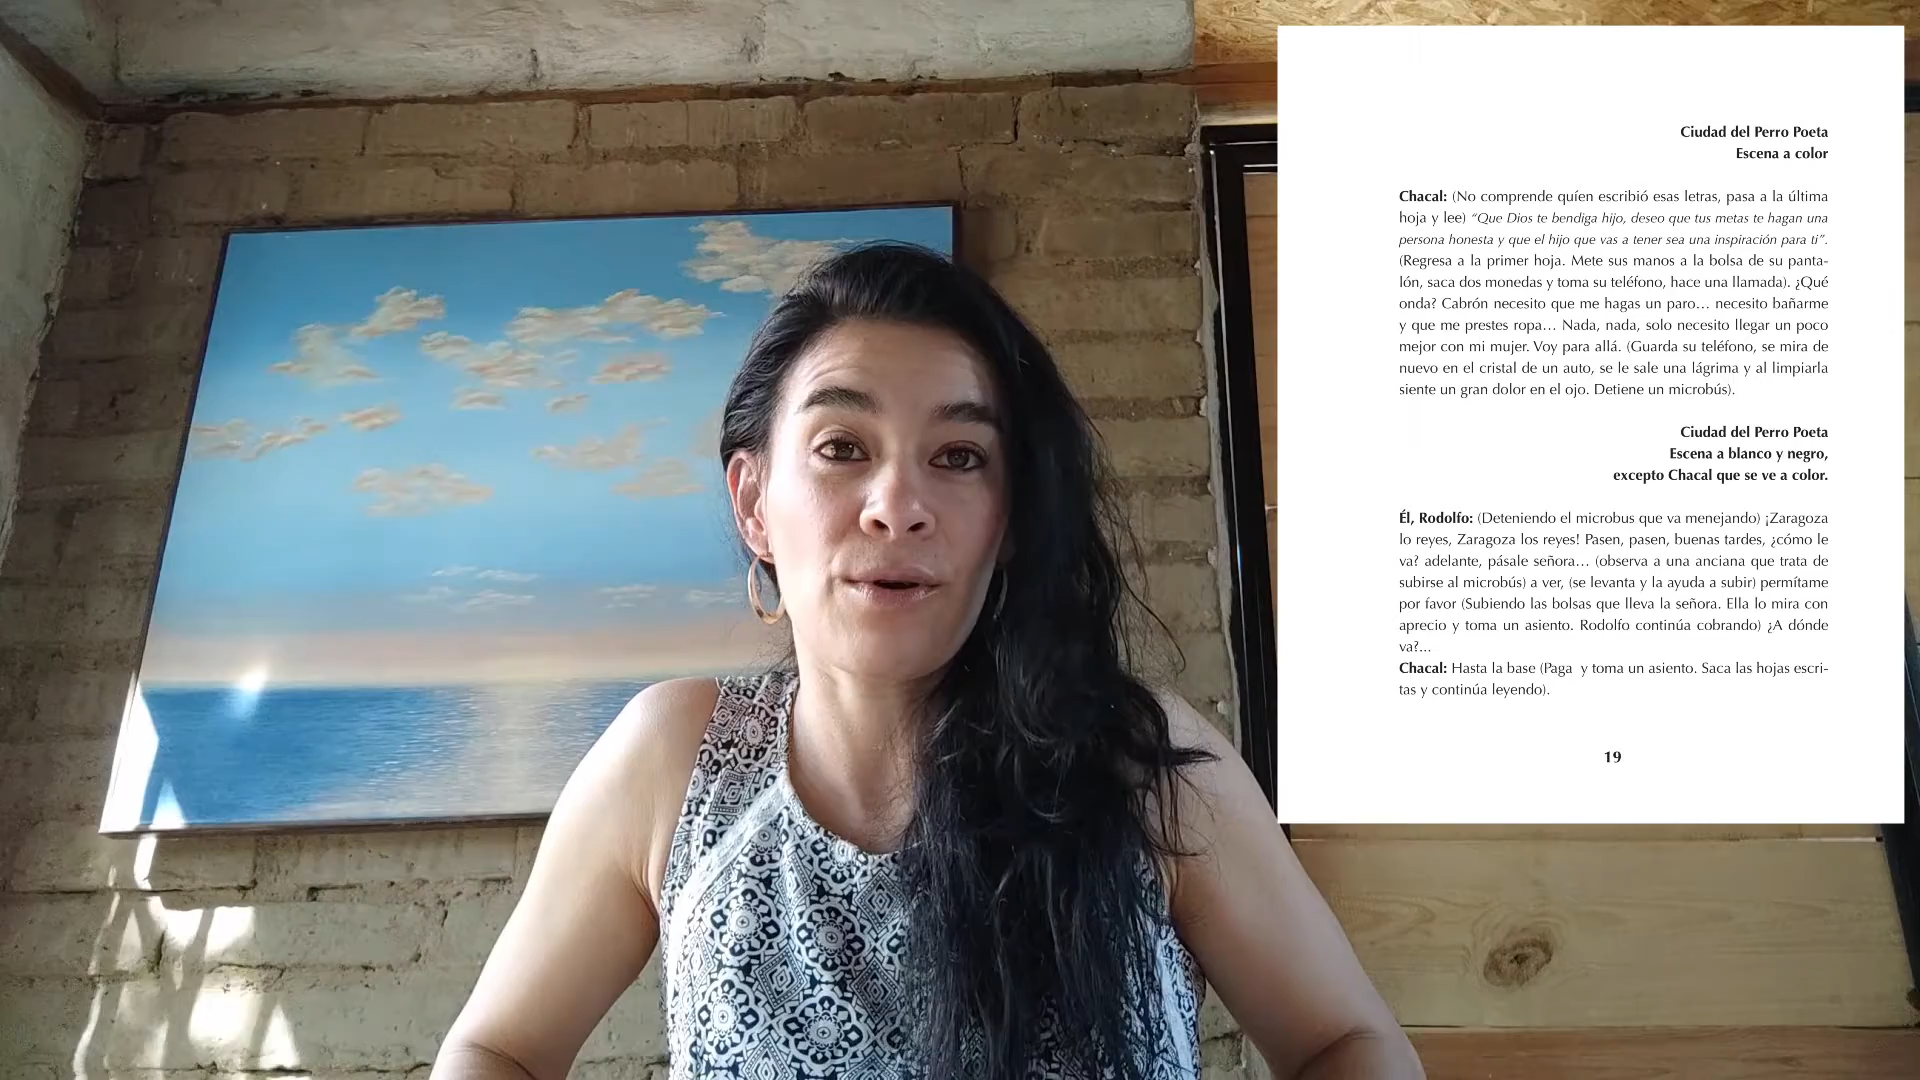 Ciudad del Perro Poeta
Escena a color
Chacal: (No comprende quíen escribió esas letras, pasa a la última
hoja y lee) “Que Dios te bendiga hijo, deseo que tus metas te hagan una
persona honesta y que el hijo que vas a tener sea una inspiración para ti”.
(Regresa a la primer hoja. Mete sus manos a la bolsa de su panta-
lón, saca dos monedas y toma su teléfono, hace una llamada). ¿Qué
onda? Cabrón necesito que me hagas un paro… necesito bañarme
y que me prestes ropa… Nada, nada, solo necesito llegar un poco
mejor con mi mujer. Voy para allá. (Guarda su teléfono, se mira de
nuevo en el cristal de un auto, se le sale una lágrima y al limpiarla
siente un gran dolor en el ojo. Detiene un microbús).
Ciudad del Perro Poeta
Escena a blanco y negro,
excepto Chacal que se ve a color.
Él, Rodolfo: (Deteniendo el microbus que va menejando) ¡Zaragoza
lo reyes, Zaragoza los reyes! Pasen, pasen, buenas tardes, ¿cómo le
va? adelante, pásale señora… (observa a una anciana que trata de
subirse al microbús) a ver, (se levanta y la ayuda a subir) permítame
por favor (Subiendo las bolsas que lleva la señora. Ella lo mira con
aprecio y toma un asiento. Rodolfo continúa cobrando) ¿A dónde
va?...
Chacal: Hasta la base (Paga y toma un asiento. Saca las hojas escri-
tas y continúa leyendo).
19